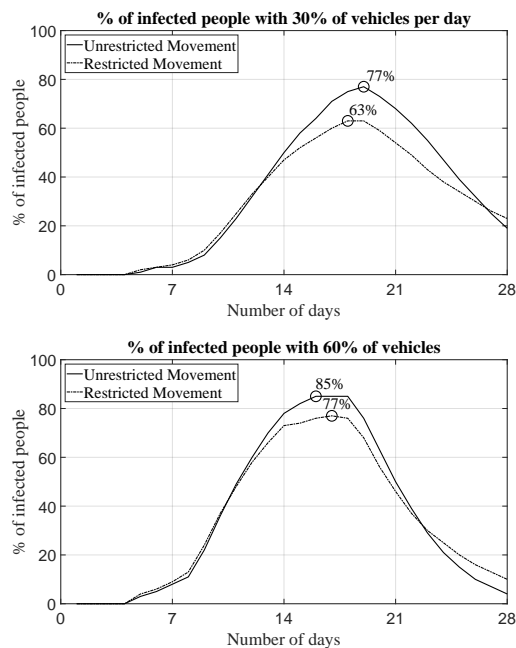 % of infected people with 30% of vehicles per day
100
80
60
40
20
0
% of infected people
Unrestricted Movement
Restricted Movement
77%
63%
0 7 14 21 28
Number of days
% of infected people with 60% of vehicles
100
80
60
40
20
0
% of infected people
Unrestricted Movement
Restricted Movement
85%
77%
0 7 14 21 28
Number of days